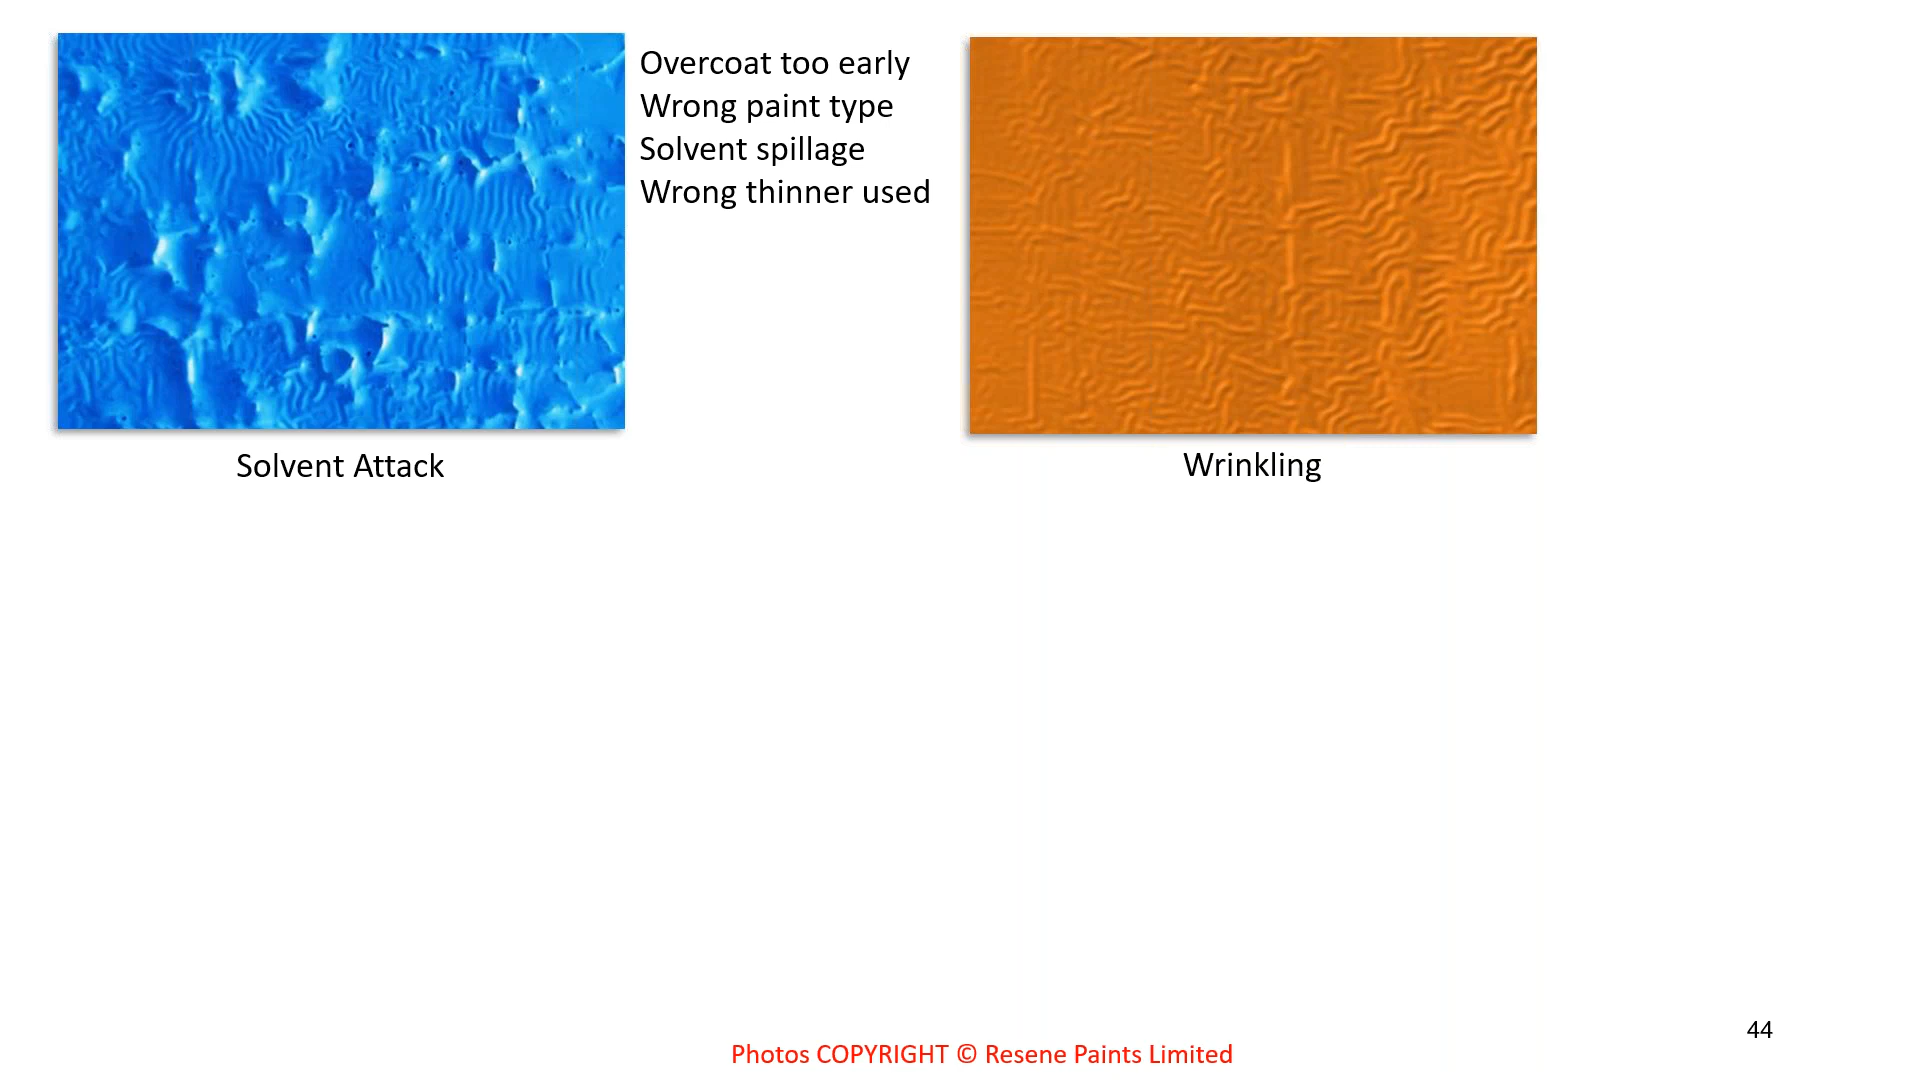 Overcoat too early
Wrong paint type
Solvent spillage
Wrong thinner used
Solvent Attack
Wrinkling
44
Photos COPYRIGHT © Resene Paints Limited